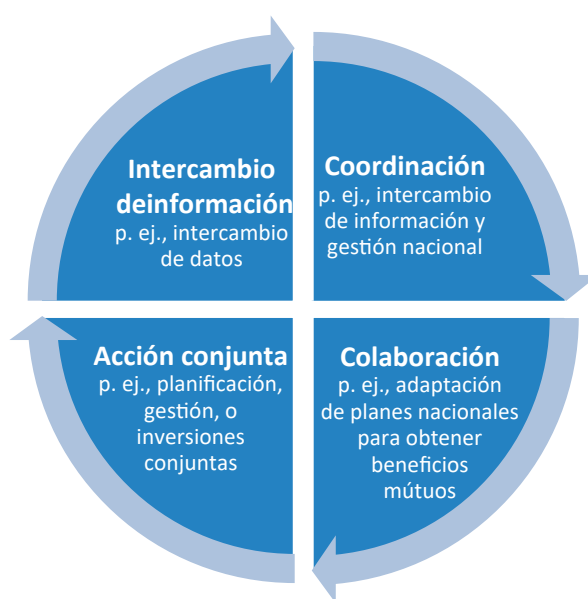 Intercambio
deinformación
p. ej., intercambio
de datos
Coordinación
p. ej., intercambio
de información y
gestión nacional
Acción conjunta
p. ej., planificación,
gestión, o
inversiones
conjuntas
Colaboración
p. ej., adaptación
de planes nacionales
para obtener
beneficios
mútuos